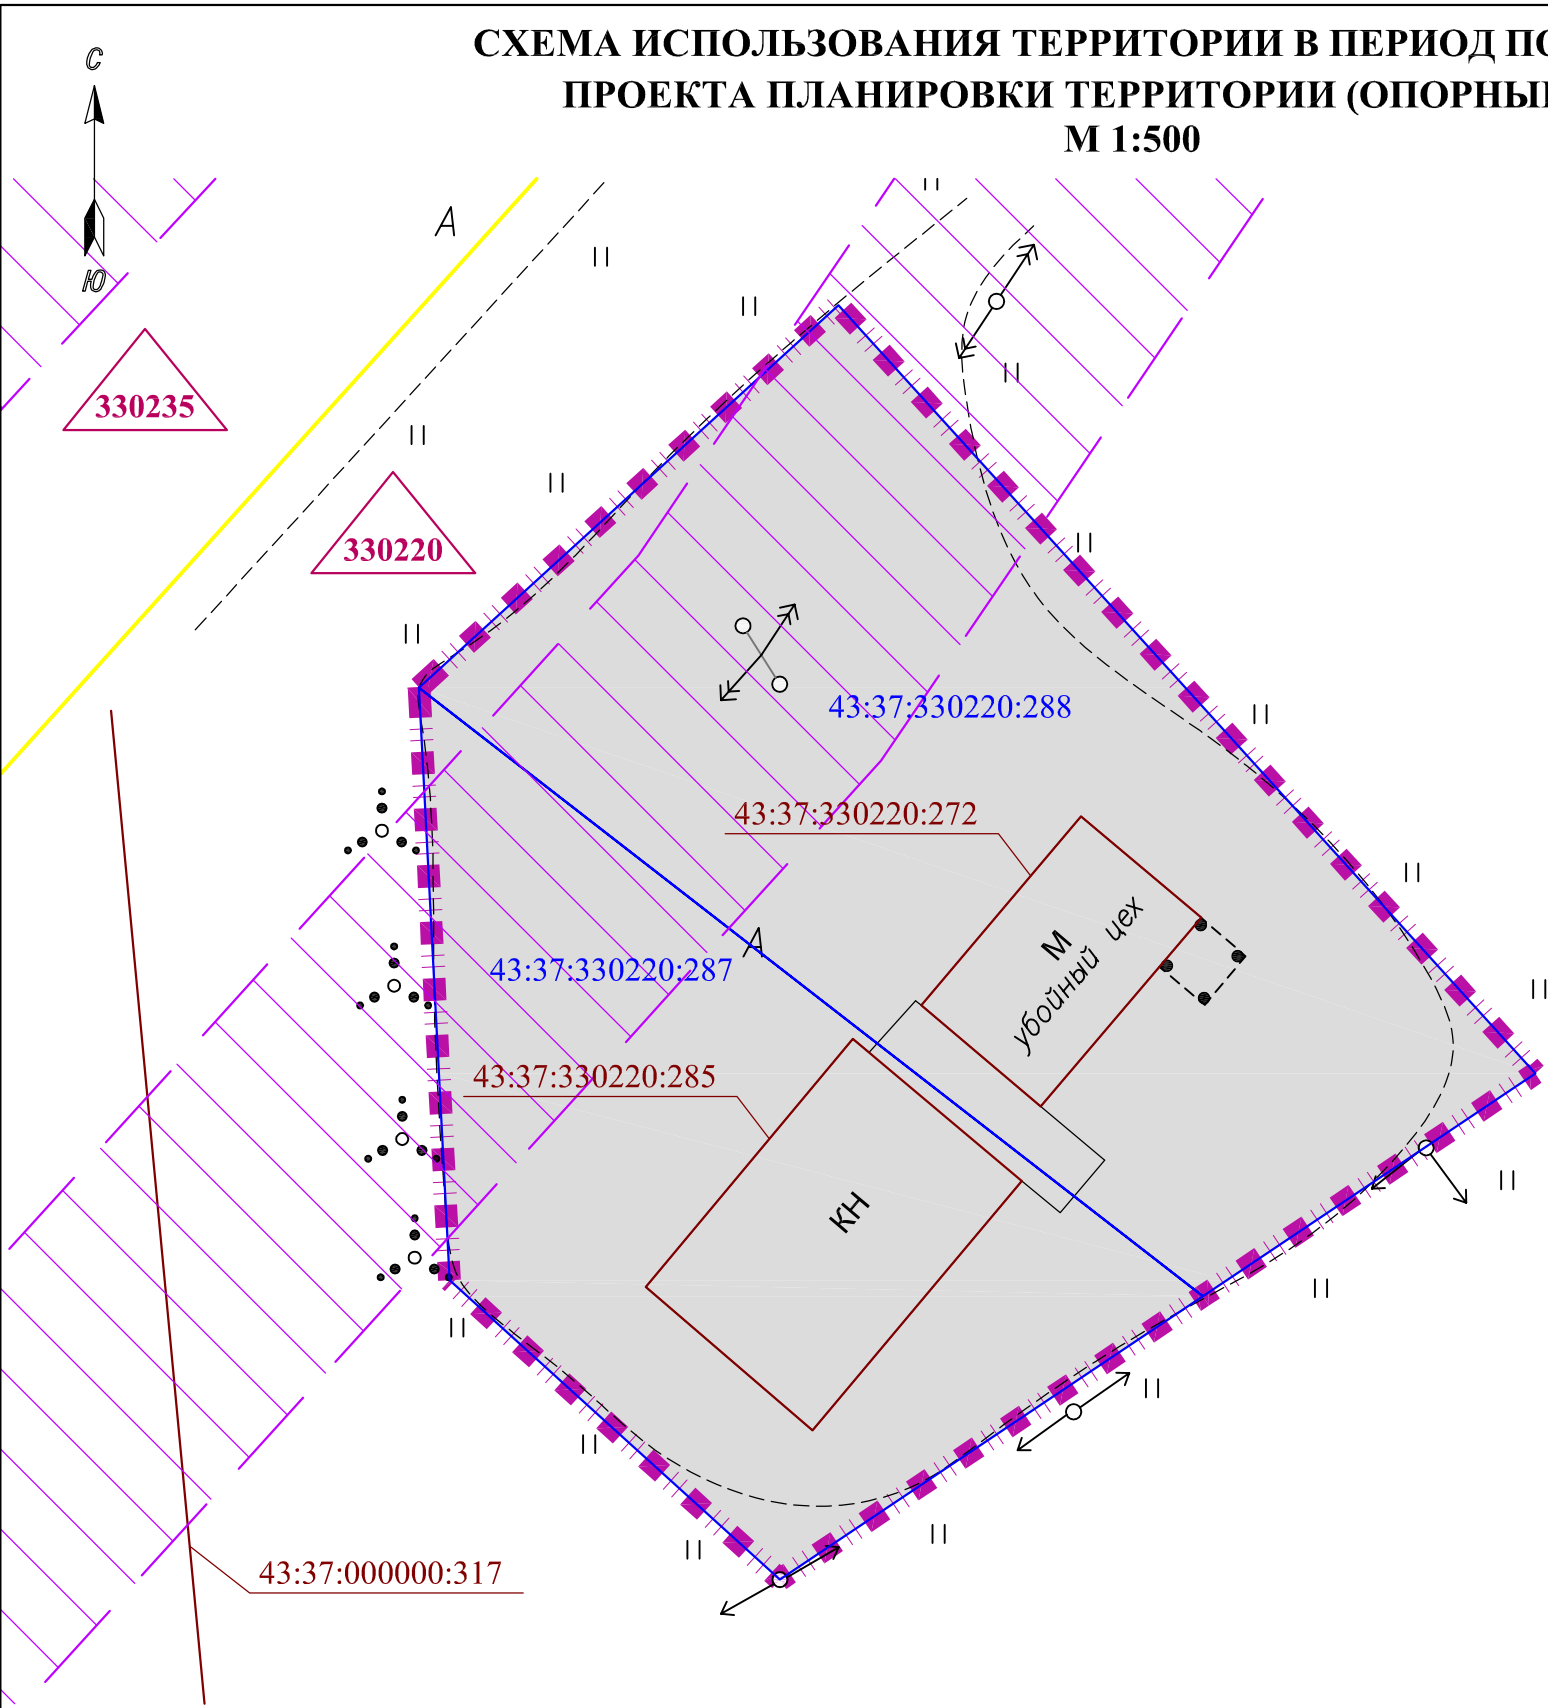 СХЕМА ИСПОЛЬЗОВАНИЯ ТЕРРИТОРИИ В ПЕРИОД ПО
ПРОЕКТА ПЛАНИРОВКИ ТЕРРИТОРИИ (ОПОРНЫ
М 1:500
С
Ю
А
330235
330220
43:37:330220:288
43:37:330220:272
М
убойный цех
А
43:37:330220:287
43:37:330220:285
КН
43:37:000000:317